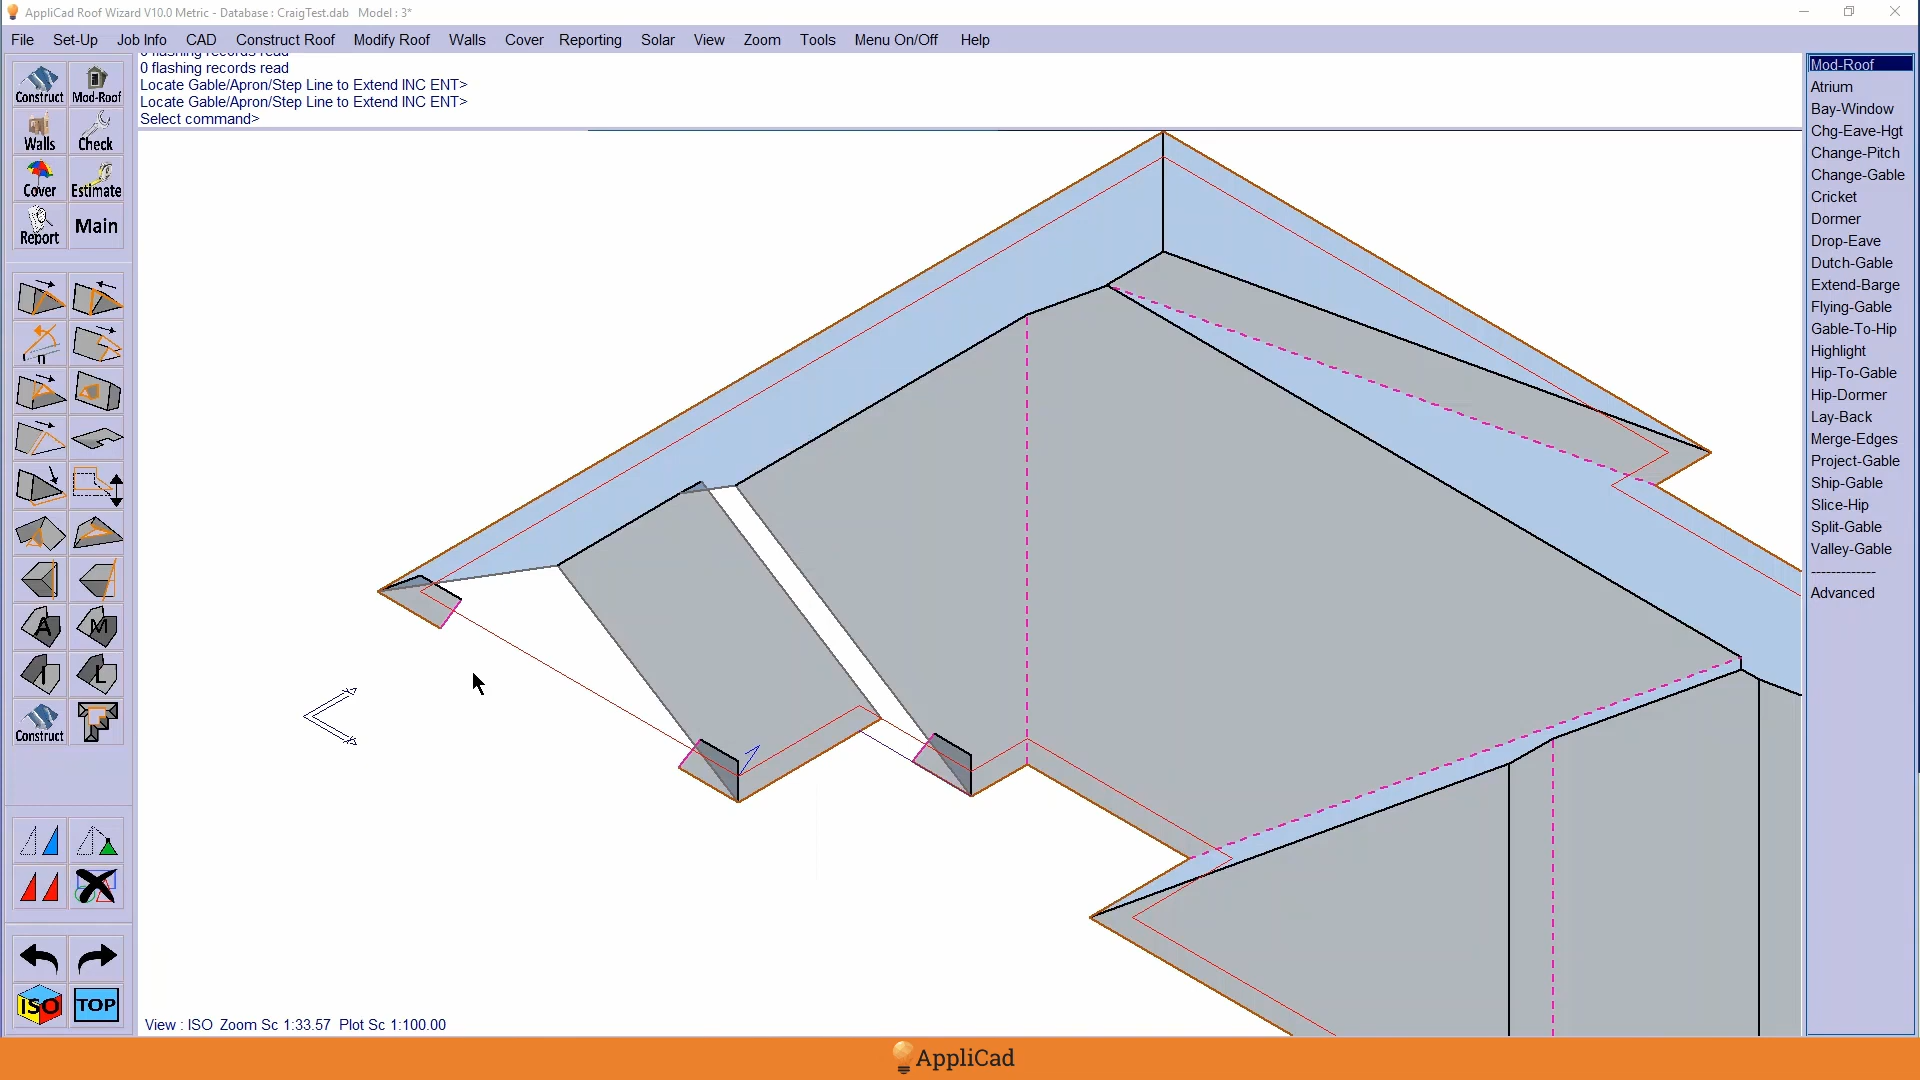 AppliCad Roof Wizard V10.0 Metric - Database : CraigTest.dab   Model : 3*
File Set-Up Job Info CAD Construct Roof Modify Roof Walls Cover Reporting Solar View Zoom Tools Menu On/Off Help
0 flashing records read
0 flashing records read
Locate Gable/Apron/Step Line to Extend INC ENT>
Locate Gable/Apron/Step Line to Extend INC ENT>
Select command>
Construct Mod-Roof
Walls Check
Cover Estimate
Report Main
n
A M
I L
Construct
ISO TOP
View : ISO  Zoom Sc 1:33.57  Plot Sc 1:100.00
Mod-Roof
Atrium
Bay-Window
Chg-Eave-Hgt
Change-Pitch
Change-Gable
Cricket
Dormer
Drop-Eave
Dutch-Gable
Extend-Barge
Flying-Gable
Gable-To-Hip
Highlight
Hip-To-Gable
Hip-Dormer
Lay-Back
Merge-Edges
Project-Gable
Ship-Gable
Slice-Hip
Split-Gable
Valley-Gable
-------------
Advanced
AppliCad